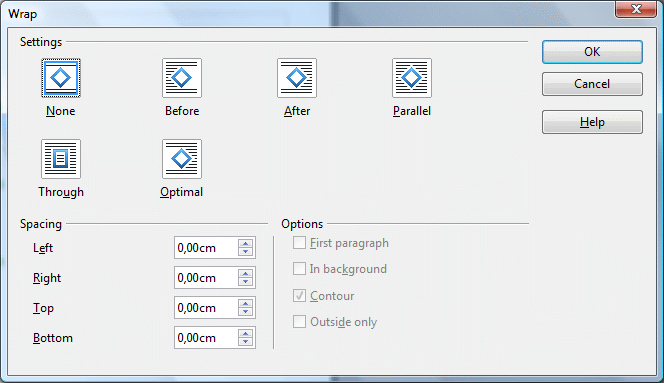 Wrap
Settings
OK
Cancel
Help
None
Before
After
Parallel
Through
Optimal
Spacing
Left
0,00cm
Right
0,00cm
Top
0,00cm
Bottom
0,00cm
Options
First paragraph
In background
Contour
Outside only